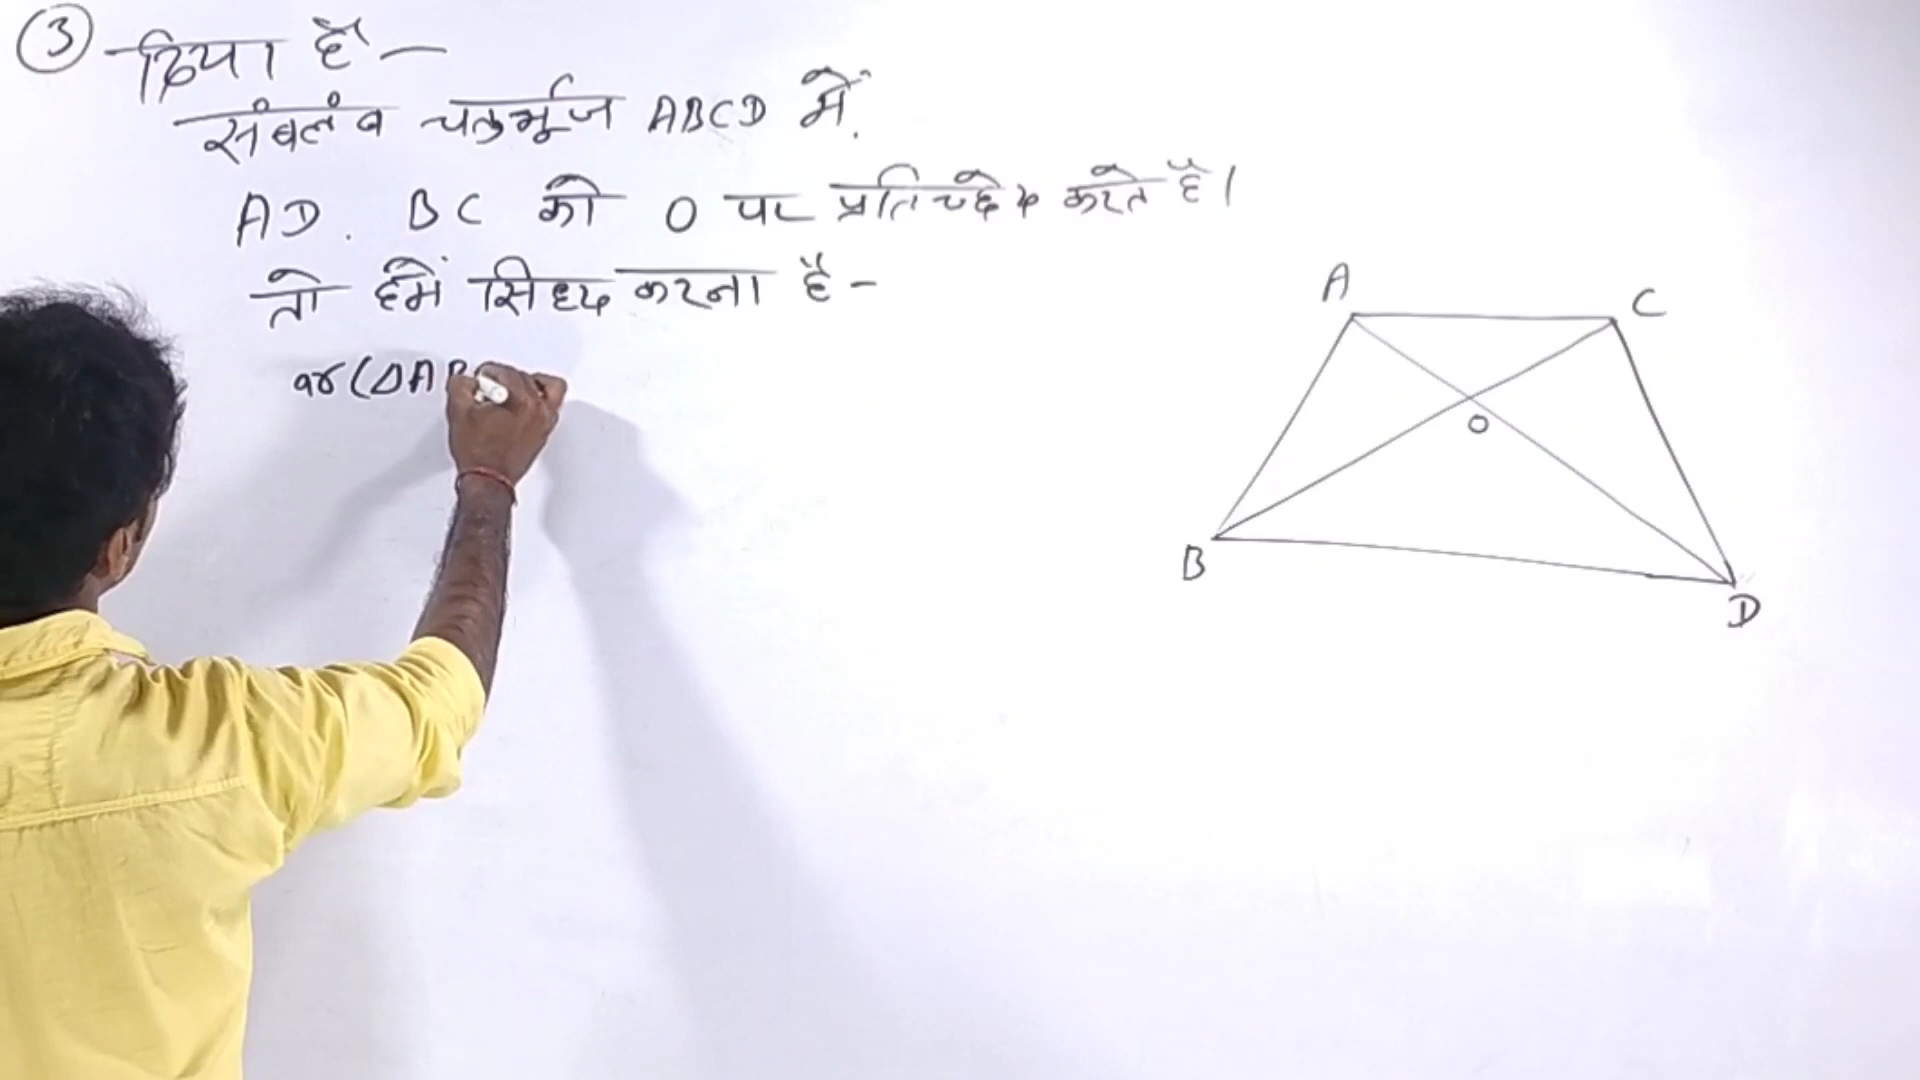 ③ दिया है —
संबलंब चतुर्भूज ABCD में.
AD. BC को O पर प्रतिच्छेद करते है।
तो हमें सिध्द करना है -
ar(ΔAB
A
C
O
B
D